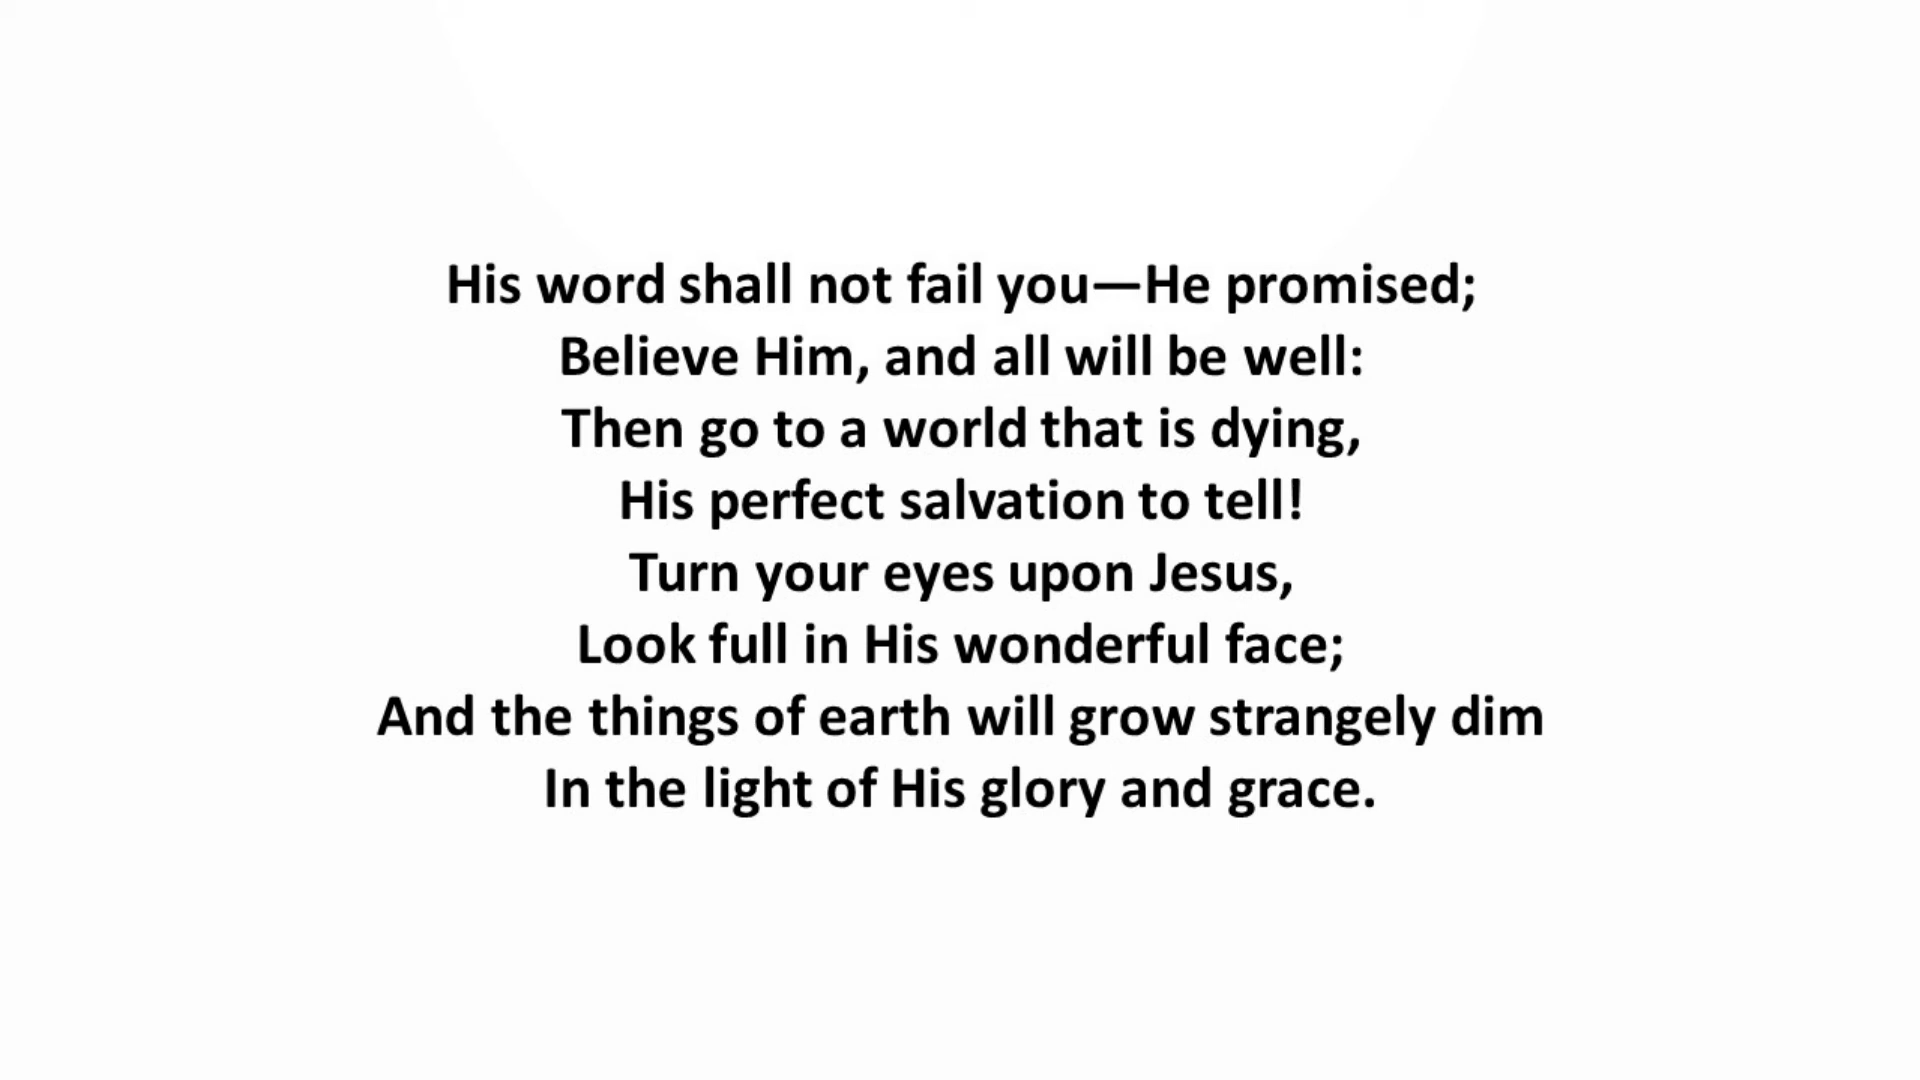 His word shall not fail you—He promised;
Believe Him, and all will be well:
Then go to a world that is dying,
His perfect salvation to tell!
Turn your eyes upon Jesus,
Look full in His wonderful face;
And the things of earth will grow strangely dim
In the light of His glory and grace.